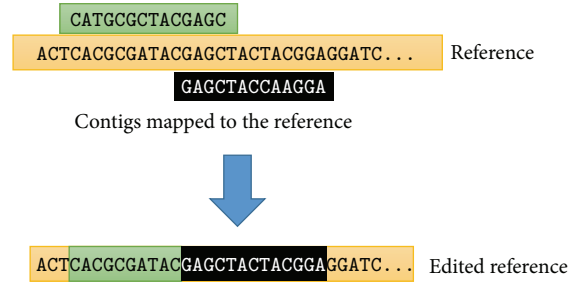 CATGCGCTACGAGC
ACTCACGCGATACGAGCTACTACGGAGGATC... Reference
GAGCTACCAAGGA
Contigs mapped to the reference
ACTCACGCGATACGAGCTACTACGGAGGATC... Edited reference